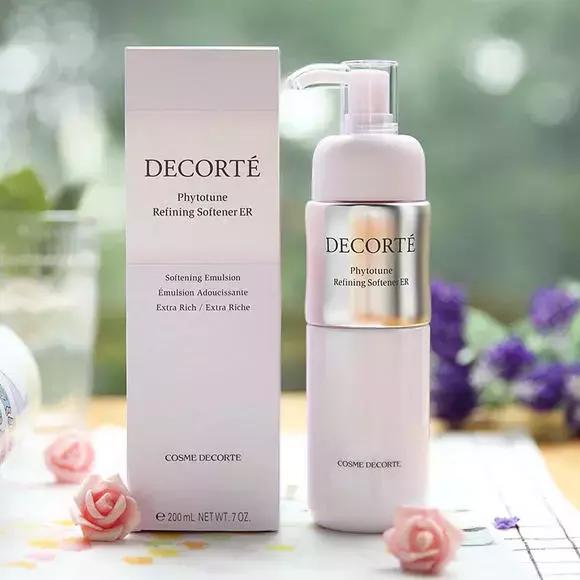 DECORTÉ
Phytotune
Refining Softener ER
Softening Emulsion
Émulsion Adoucissante
Extra Rich / Extra Riche
COSME DECORTE
℮ 200 mL NET WT. 7 OZ.
DECORTÉ
Phytotune
Refining Softener ER
COSME DECORTE